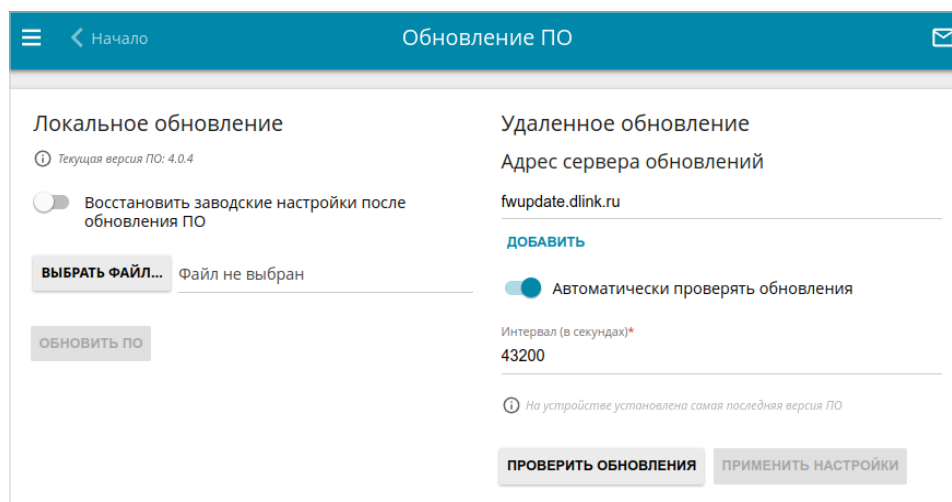 Начало
Обновление ПО
Локальное обновление
Текущая версия ПО: 4.0.4
Восстановить заводские настройки после
обновления ПО
ВЫБРАТЬ ФАЙЛ... Файл не выбран
ОБНОВИТЬ ПО
Удаленное обновление
Адрес сервера обновлений
fwupdate.dlink.ru
ДОБАВИТЬ
Автоматически проверять обновления
Интервал (в секундах)*
43200
На устройстве установлена самая последняя версия ПО
ПРОВЕРИТЬ ОБНОВЛЕНИЯ ПРИМЕНИТЬ НАСТРОЙКИ